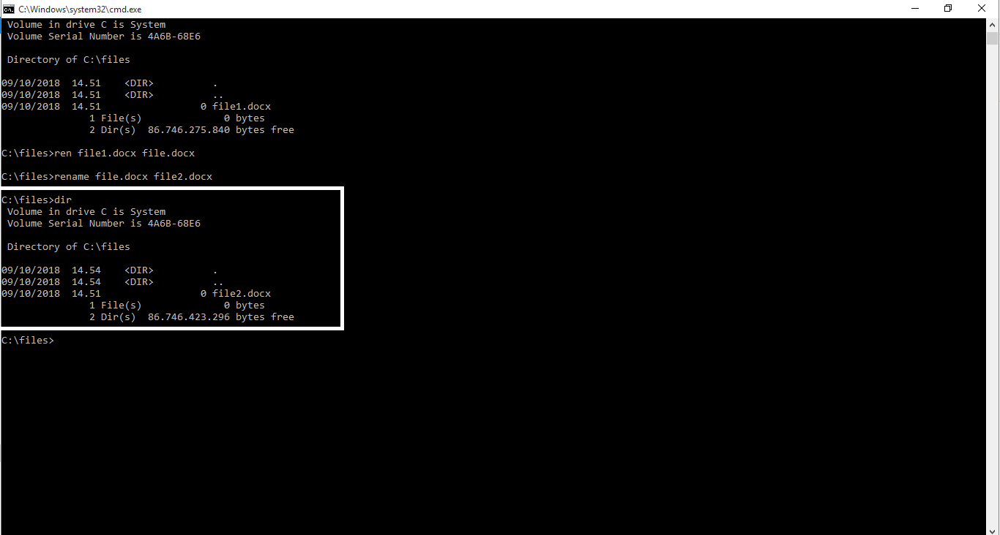 C:\Windows\system32\cmd.exe
Volume in drive C is System
Volume Serial Number is 4A6B-68E6
Directory of C:\files
09/10/2018  14.51    <DIR>          .
09/10/2018  14.51    <DIR>          ..
09/10/2018  14.51                 0 file1.docx
1 File(s)              0 bytes
2 Dir(s)  86.746.275.840 bytes free
C:\files>ren file1.docx file.docx
C:\files>rename file.docx file2.docx
C:\files>dir
Volume in drive C is System
Volume Serial Number is 4A6B-68E6
Directory of C:\files
09/10/2018  14.54    <DIR>          .
09/10/2018  14.54    <DIR>          ..
09/10/2018  14.51                 0 file2.docx
1 File(s)              0 bytes
2 Dir(s)  86.746.423.296 bytes free
C:\files>